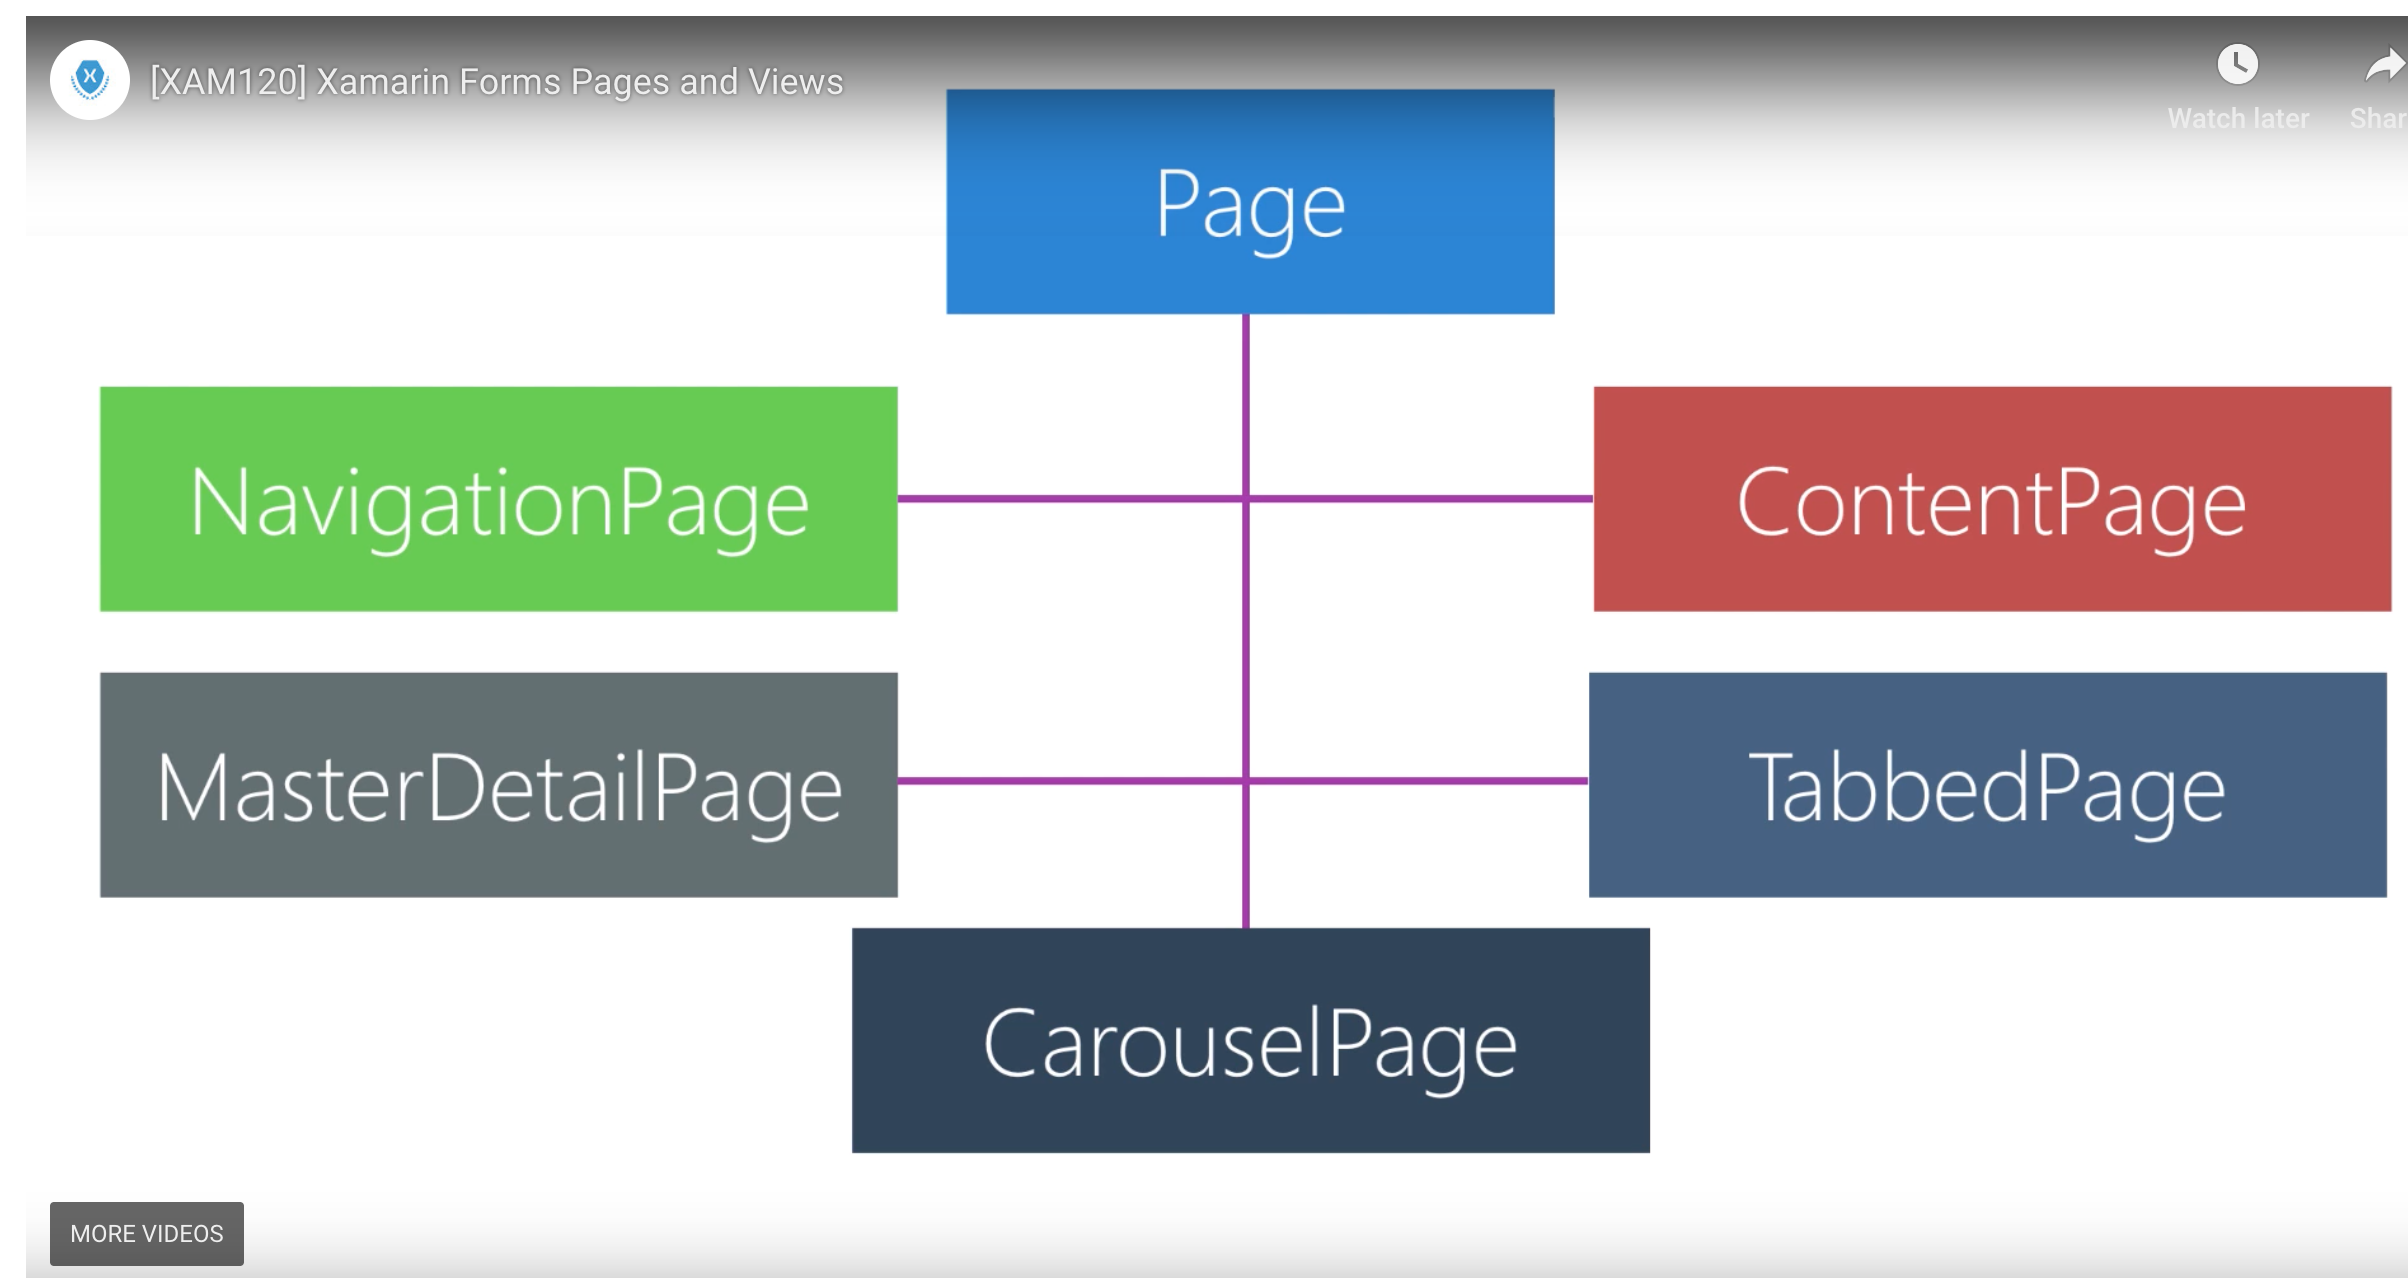 [XAM120] Xamarin Forms Pages and Views
Watch later
Shar
Page
NavigationPage
ContentPage
MasterDetailPage
TabbedPage
CarouselPage
MORE VIDEOS